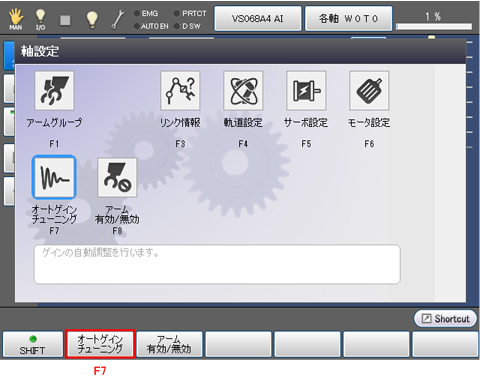 MAN
I/O
EMG
PRTCT
AUTO EN
D SW
VS068A4 AI
各軸 W0T0
1 %
軸設定
アームグループ
F1
リンク情報
F3
軌道設定
F4
サーボ設定
F5
モータ設定
F6
オートゲイン
チューニング
F7
アーム
有効/無効
F8
ゲインの自動調整を行います。
Shortcut
SHIFT
オートゲイン
チューニング
アーム
有効/無効
F7